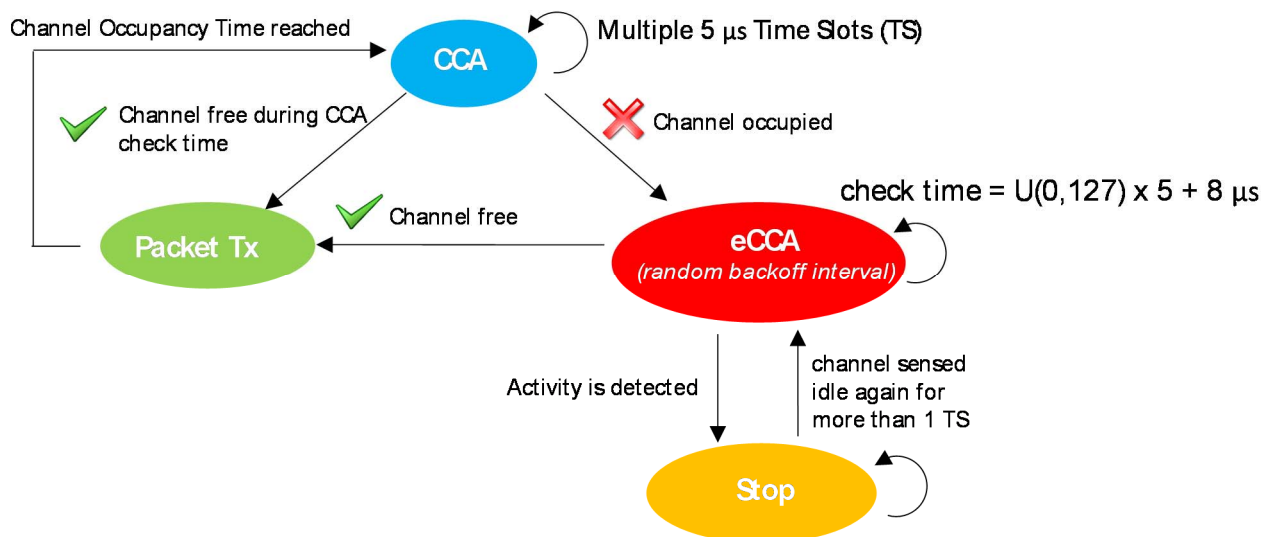 Channel Occupancy Time reached
CCA
Multiple 5 µs Time Slots (TS)
Channel free during CCA
check time
Channel occupied
check time = U(0,127) x 5 + 8 µs
Channel free
Packet Tx
eCCA
(random backoff interval)
Activity is detected
channel sensed
idle again for
more than 1 TS
Stop